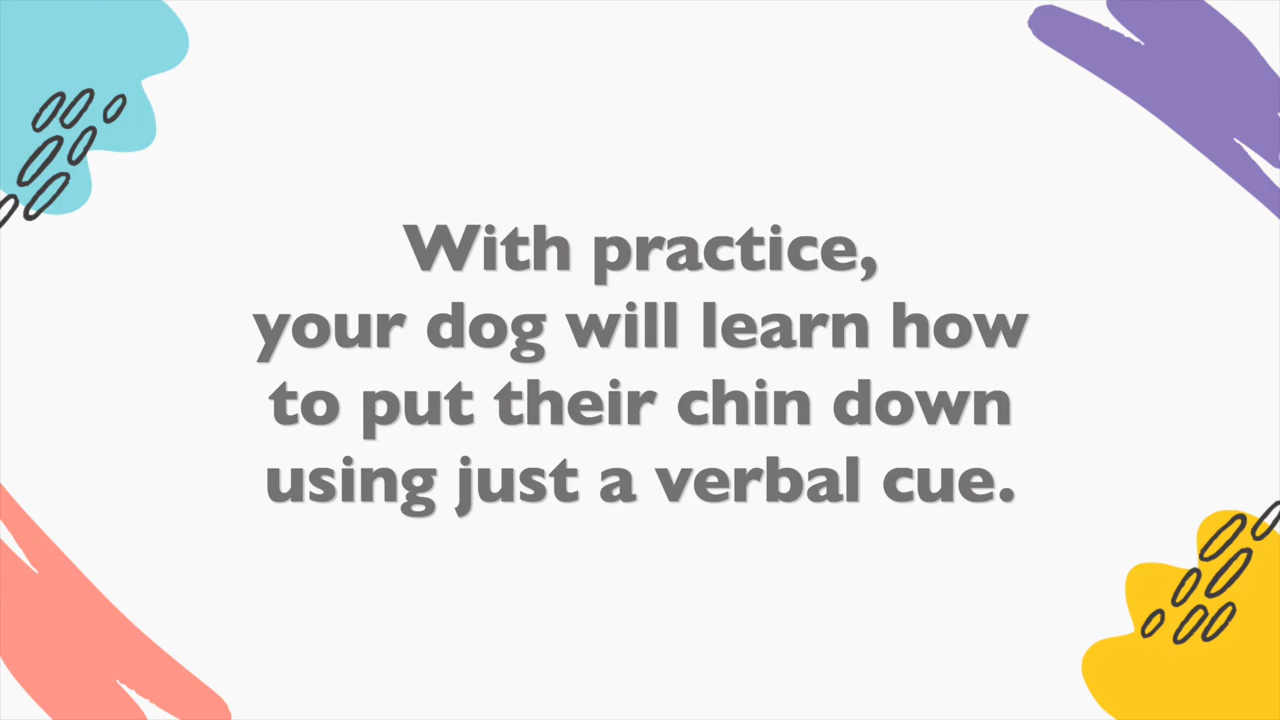 With practice,
your dog will learn how
to put their chin down
using just a verbal cue.